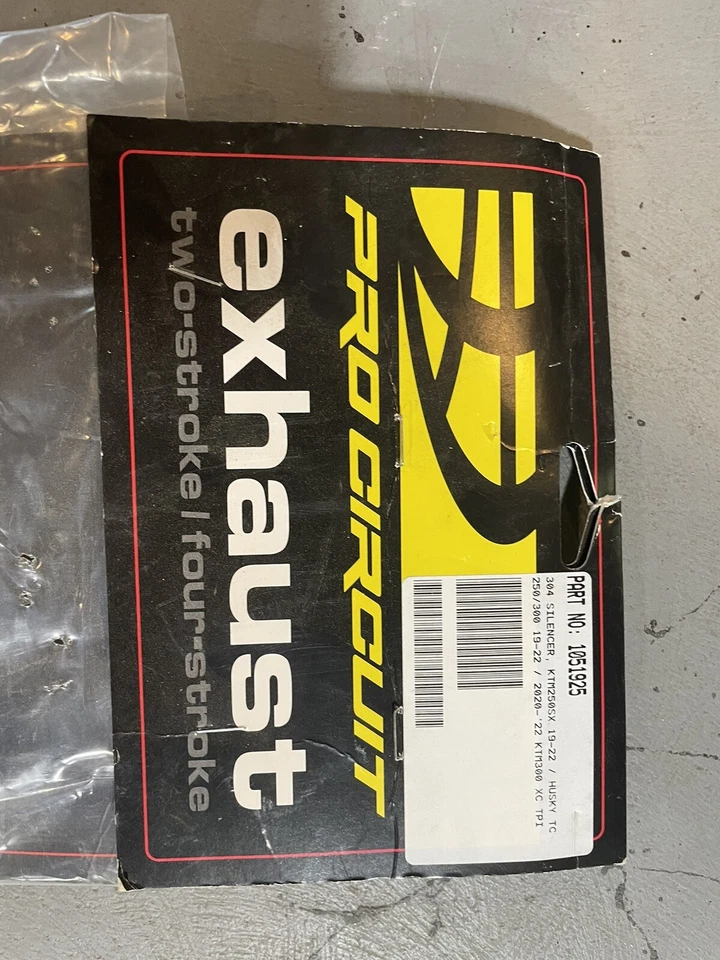 PRO CIRCUIT
exhaust
two-stroke / four-stroke
PART NO: 1051925
304 SILENCER, KTM250SX 19-22 / HUSKY TC
250/300 19-22 / 2020-'22 KTM300 XC TPI